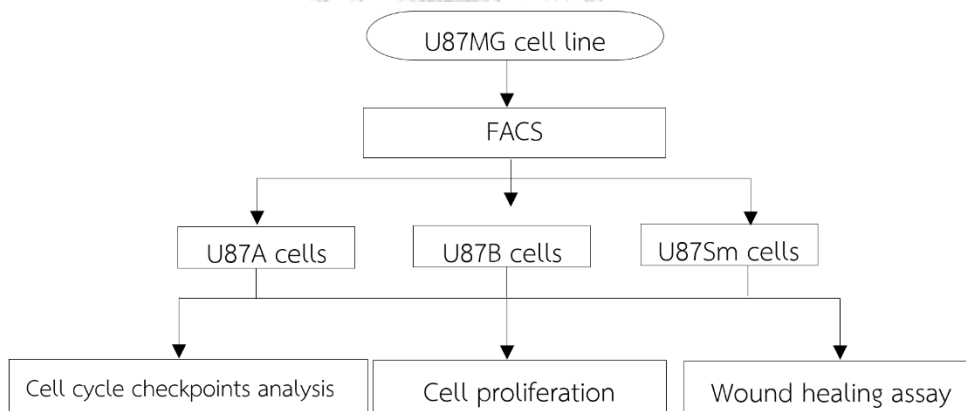 U87MG cell line
FACS
U87A cells
U87B cells
U87Sm cells
Cell cycle checkpoints analysis
Cell proliferation
Wound healing assay